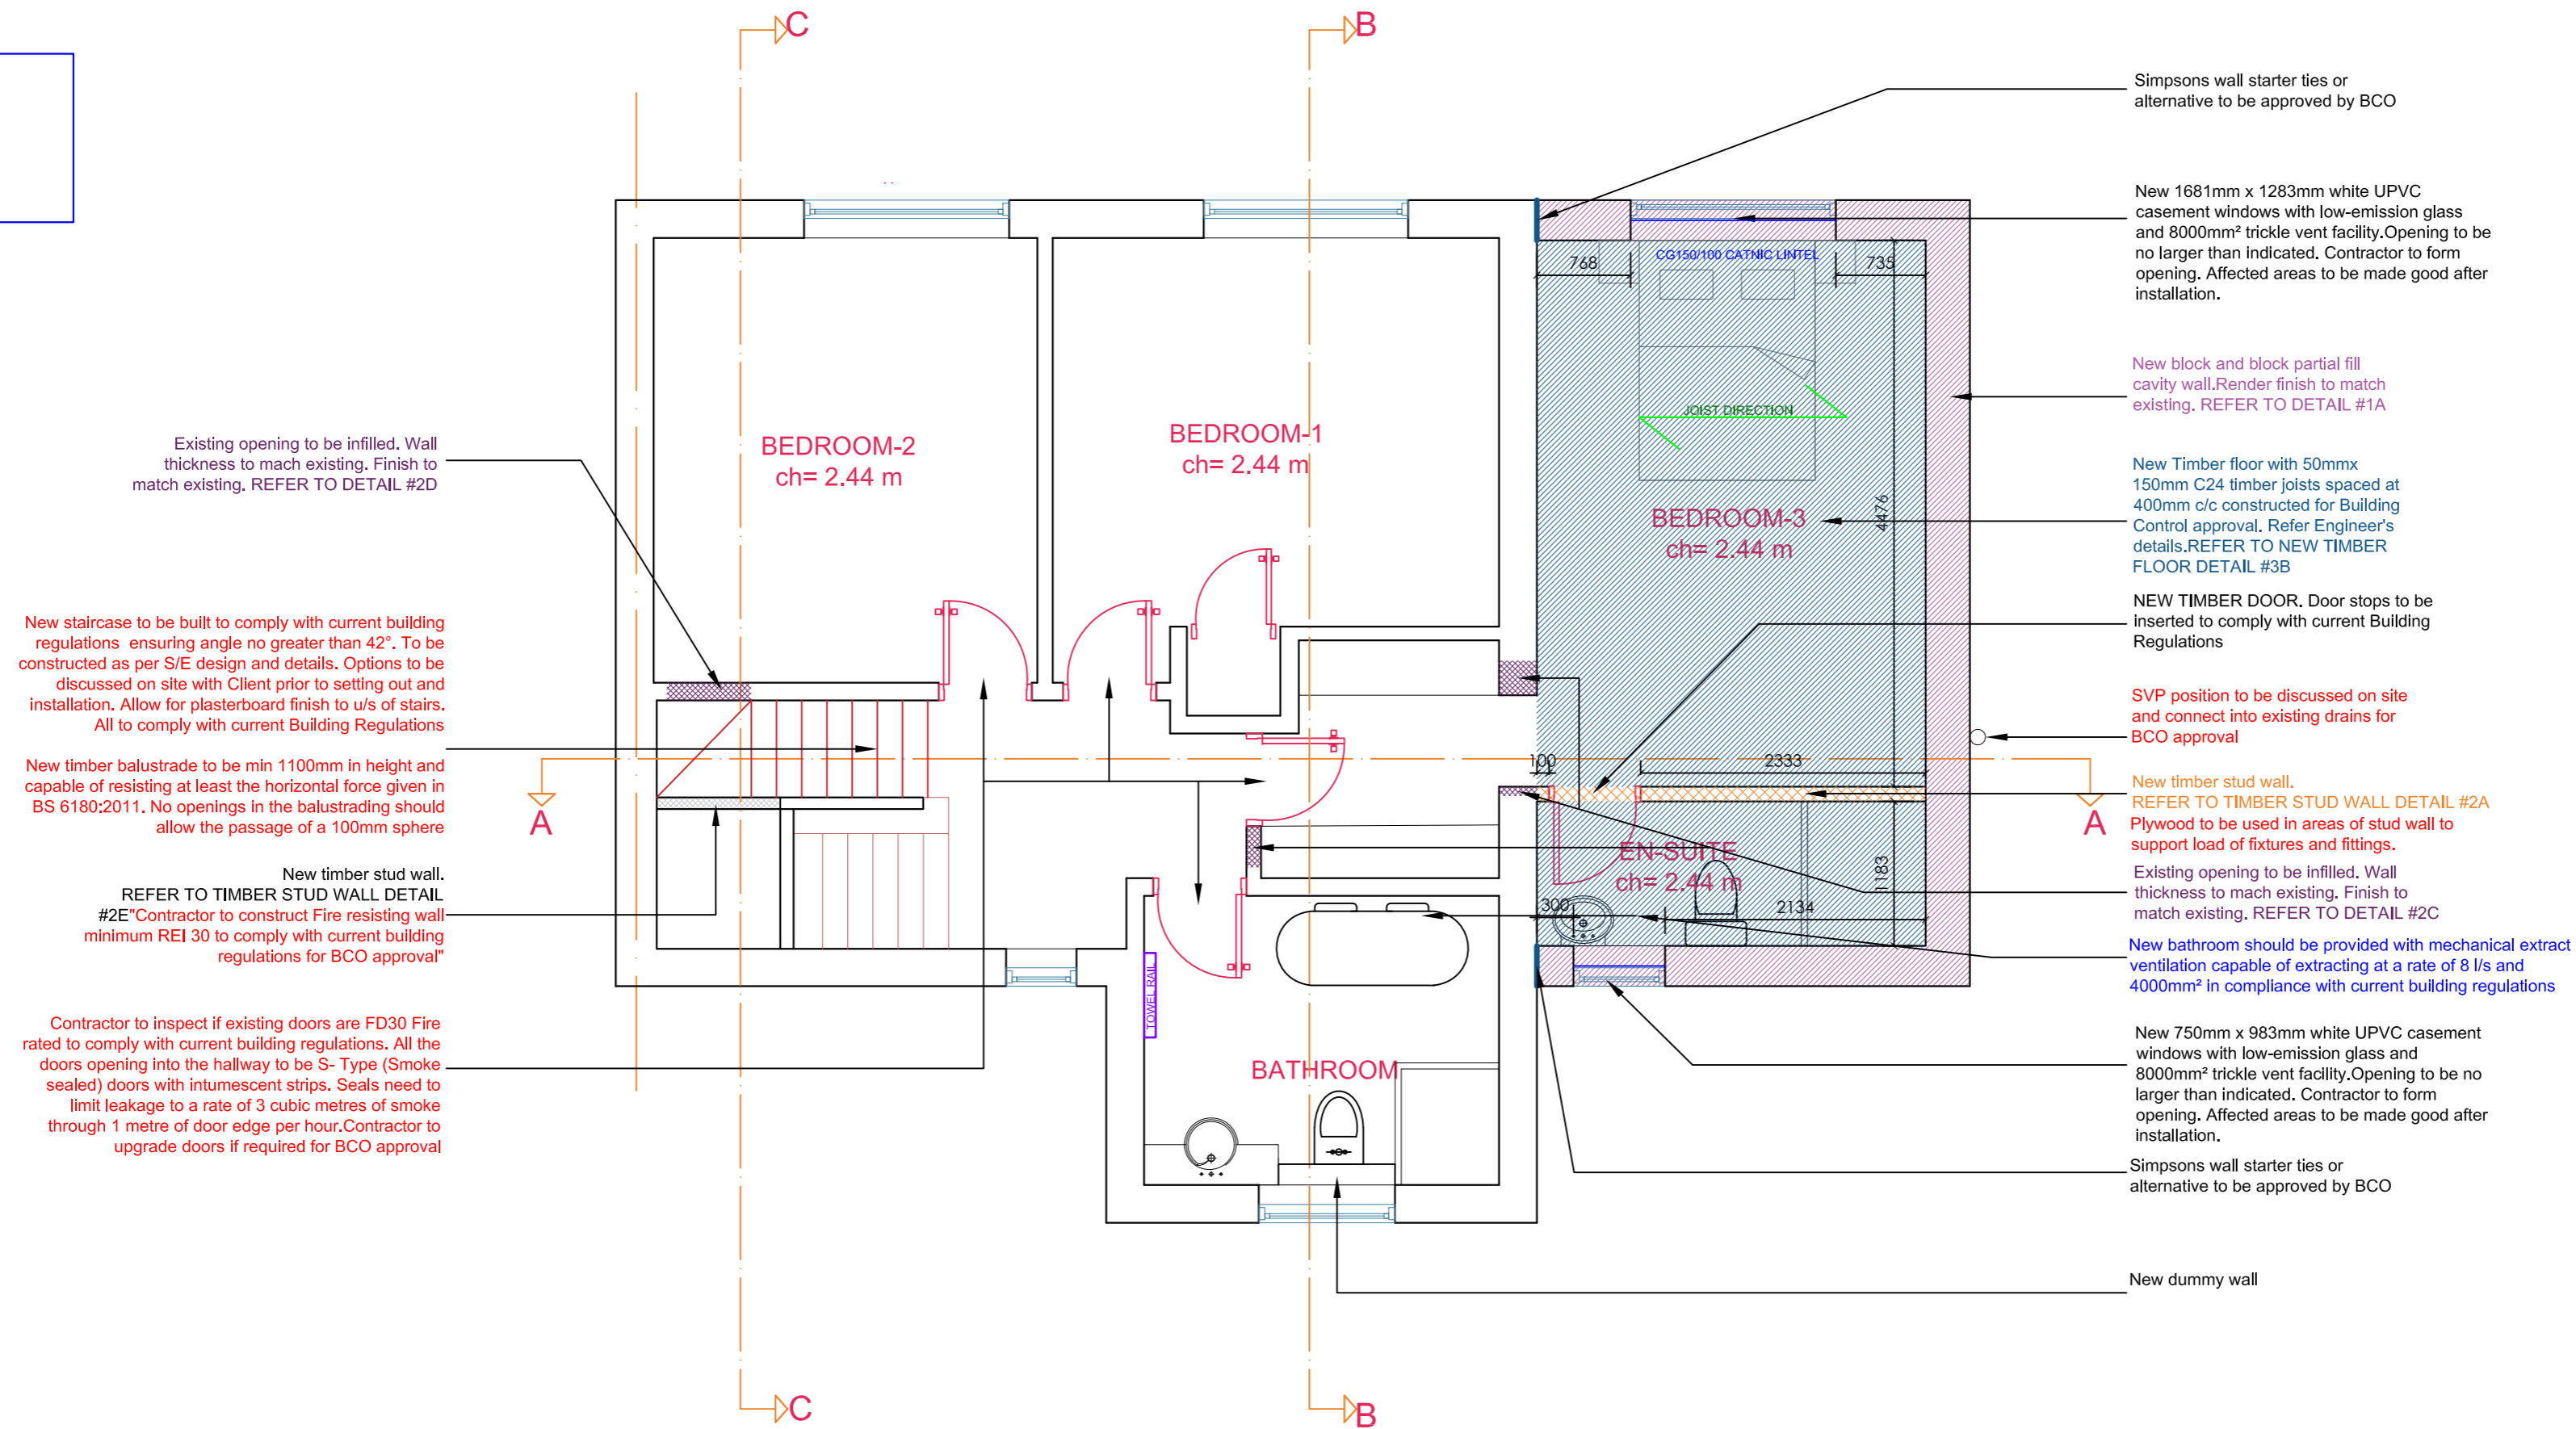 C
B
Simpsons wall starter ties or
alternative to be approved by BCO
New 1681mm x 1283mm white UPVC
casement windows with low-emission glass
and 8000mm² trickle vent facility.Opening to be
no larger than indicated. Contractor to form
opening. Affected areas to be made good after
installation.
New block and block partial fill
cavity wall.Render finish to match
existing. REFER TO DETAIL #1A
New Timber floor with 50mmx
150mm C24 timber joists spaced at
400mm c/c constructed for Building
Control approval. Refer Engineer's
details.REFER TO NEW TIMBER
FLOOR DETAIL #3B
NEW TIMBER DOOR. Door stops to be
inserted to comply with current Building
Regulations
SVP position to be discussed on site
and connect into existing drains for
BCO approval
New timber stud wall.
REFER TO TIMBER STUD WALL DETAIL #2A
Plywood to be used in areas of stud wall to
support load of fixtures and fittings.
Existing opening to be infilled. Wall
thickness to mach existing. Finish to
match existing. REFER TO DETAIL #2C
New bathroom should be provided with mechanical extract
ventilation capable of extracting at a rate of 8 l/s and
4000mm² in compliance with current building regulations
New 750mm x 983mm white UPVC casement
windows with low-emission glass and
8000mm² trickle vent facility.Opening to be no
larger than indicated. Contractor to form
opening. Affected areas to be made good after
installation.
Simpsons wall starter ties or
alternative to be approved by BCO
New dummy wall
Existing opening to be infilled. Wall
thickness to mach existing. Finish to
match existing. REFER TO DETAIL #2D
New staircase to be built to comply with current building
regulations ensuring angle no greater than 42°. To be
constructed as per S/E design and details. Options to be
discussed on site with Client prior to setting out and
installation. Allow for plasterboard finish to u/s of stairs.
All to comply with current Building Regulations
New timber balustrade to be min 1100mm in height and
capable of resisting at least the horizontal force given in
BS 6180:2011. No openings in the balustrading should
allow the passage of a 100mm sphere
New timber stud wall.
REFER TO TIMBER STUD WALL DETAIL
#2E"Contractor to construct Fire resisting wall
minimum REI 30 to comply with current building
regulations for BCO approval"
Contractor to inspect if existing doors are FD30 Fire
rated to comply with current building regulations. All the
doors opening into the hallway to be S- Type (Smoke
sealed) doors with intumescent strips. Seals need to
limit leakage to a rate of 3 cubic metres of smoke
through 1 metre of door edge per hour.Contractor to
upgrade doors if required for BCO approval
BEDROOM-2
ch= 2.44 m
BEDROOM-1
ch= 2.44 m
768
CG150/100 CATNIC LINTEL
735
JOIST DIRECTION
BEDROOM-3
ch= 2.44 m
4476
100
2333
A
A
EN-SUITE
ch= 2.44 m
1183
300
2134
TOWEL RAIL
BATHROOM
C
B